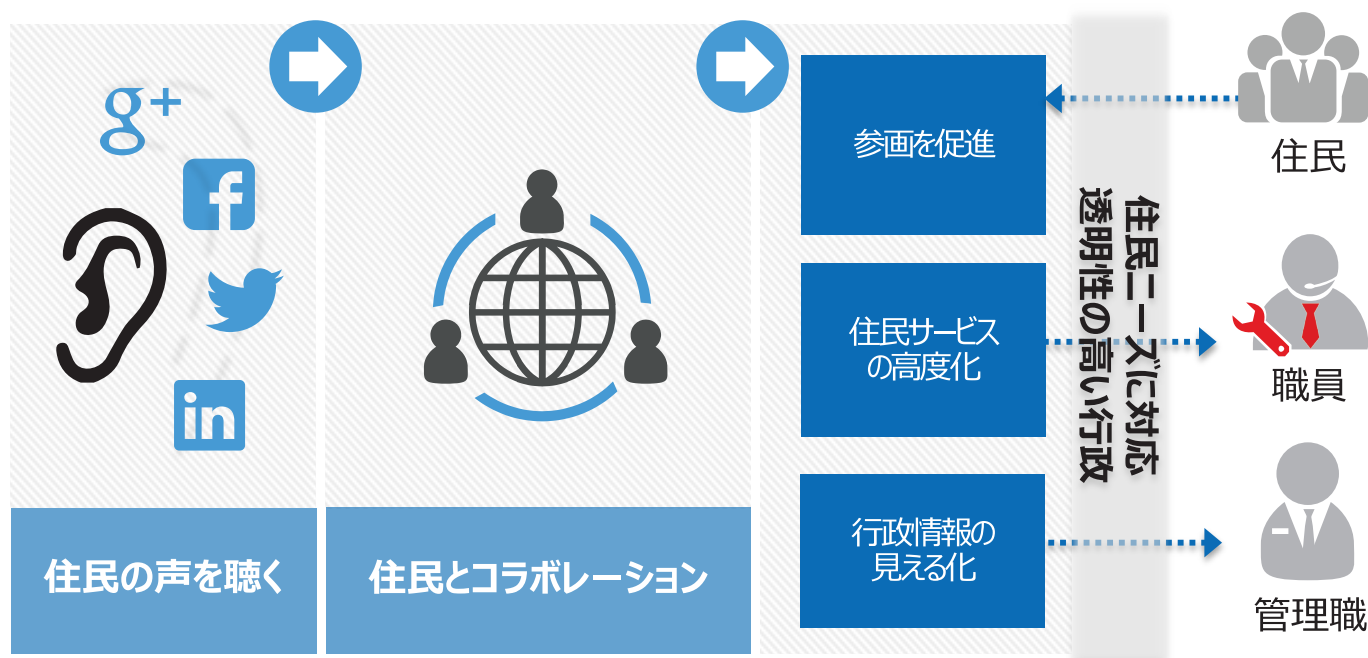 g+
f
in
住民の声を聴く
住民とコラボレーション
参画を促進
住民サービス
の高度化
行政情報の
見える化
住民ニーズに対応
透明性の高い行政
住民
職員
管理職